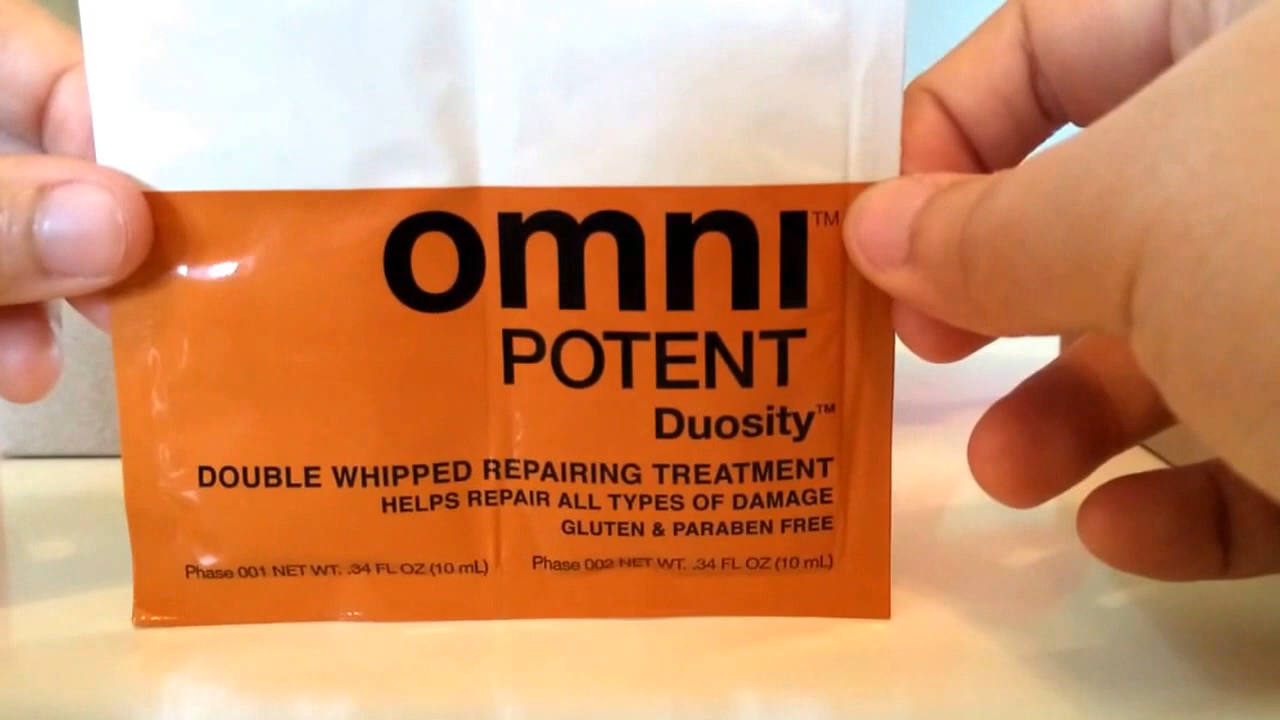 omni™
POTENT
Duosity™
DOUBLE WHIPPED REPAIRING TREATMENT
HELPS REPAIR ALL TYPES OF DAMAGE
GLUTEN & PARABEN FREE
Phase 001 NET WT. .34 FL OZ (10 mL) Phase 002 NET WT. .34 FL OZ (10 mL)